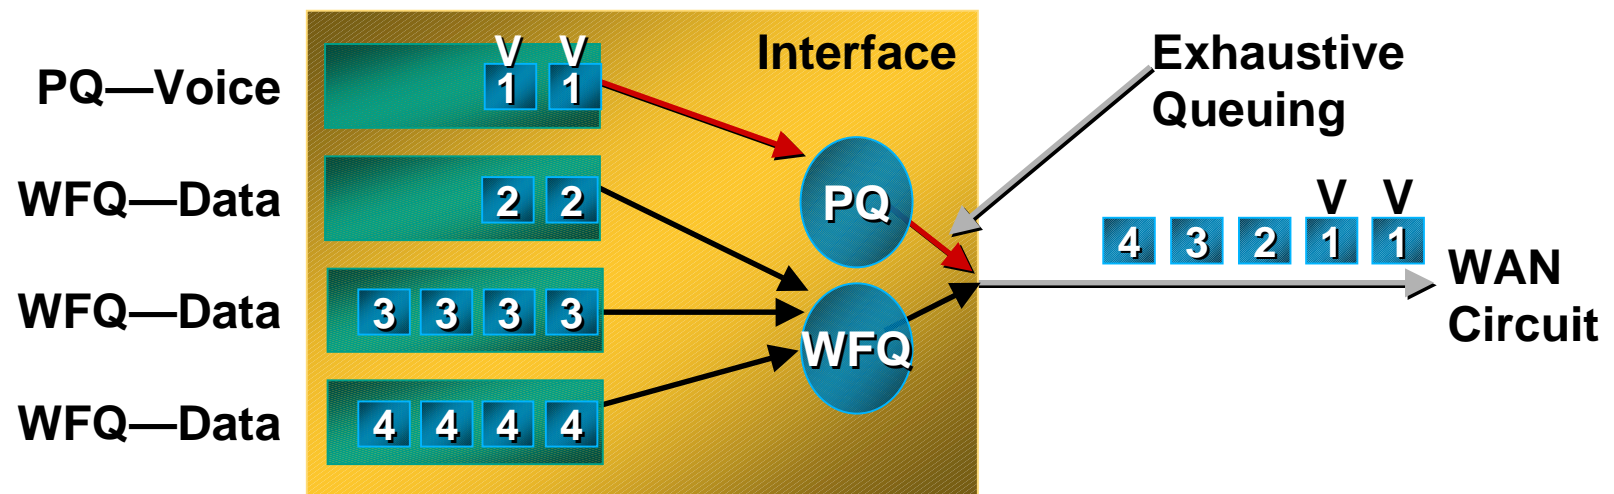 Interface
Exhaustive
Queuing
V V
PQ—Voice
1 1
WFQ—Data
2 2
PQ
V V
4 3 2 1 1
WAN
Circuit
WFQ—Data
3 3 3 3
WFQ
WFQ—Data
4 4 4 4